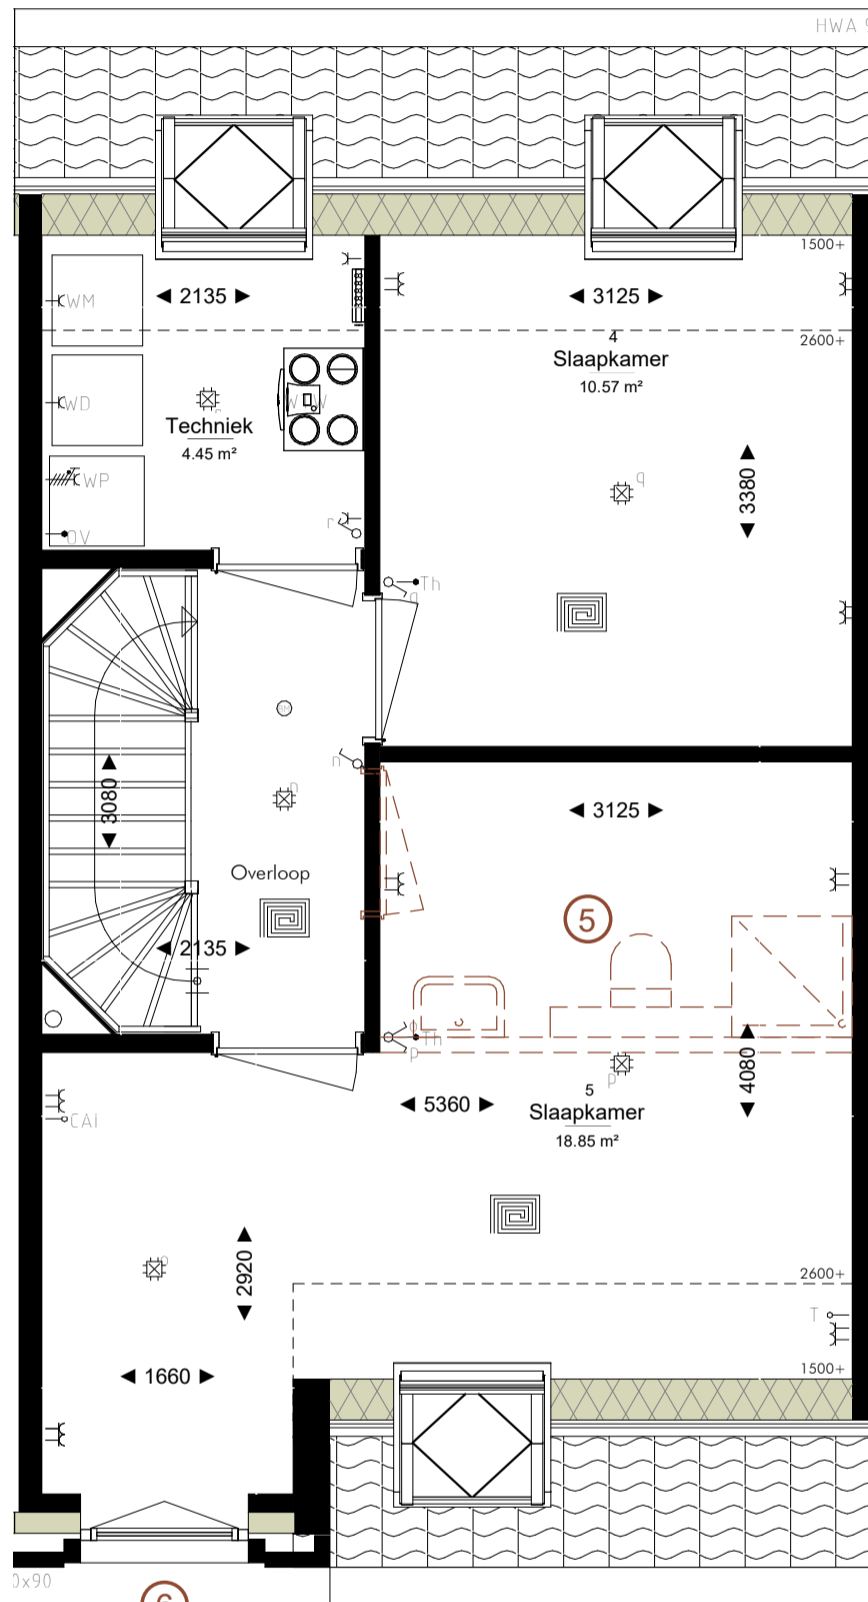 HWA
1500+
2135
3125
WM
2600+
4
Slaapkamer
10.57 m²
WD
Techniek
4.45 m²
3380
q
WP
r
OV
Th
q
RM
n
3080
n
3125
Overloop
5
2135
o
Th
p
p
4080
5
Slaapkamer
18.85 m²
5360
CAi
2920
o
2600+
T
1660
1500+
0x90
6